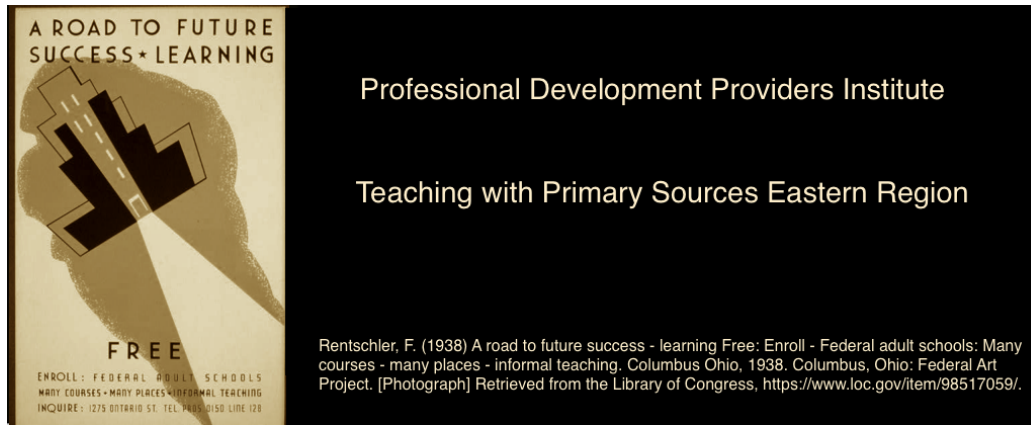 A ROAD TO FUTURE
SUCCESS★LEARNING
FREE
ENROLL: FEDERAL ADULT SCHOOLS
MANY COURSES • MANY PLACES • INFORMAL TEACHING
INQUIRE: 1275 ONTARIO ST. TEL. PROS. 0150 LINE 128
Professional Development Providers Institute
Teaching with Primary Sources Eastern Region
Rentschler, F. (1938) A road to future success - learning Free: Enroll - Federal adult schools: Many
courses - many places - informal teaching. Columbus Ohio, 1938. Columbus, Ohio: Federal Art
Project. [Photograph] Retrieved from the Library of Congress, https://www.loc.gov/item/98517059/.